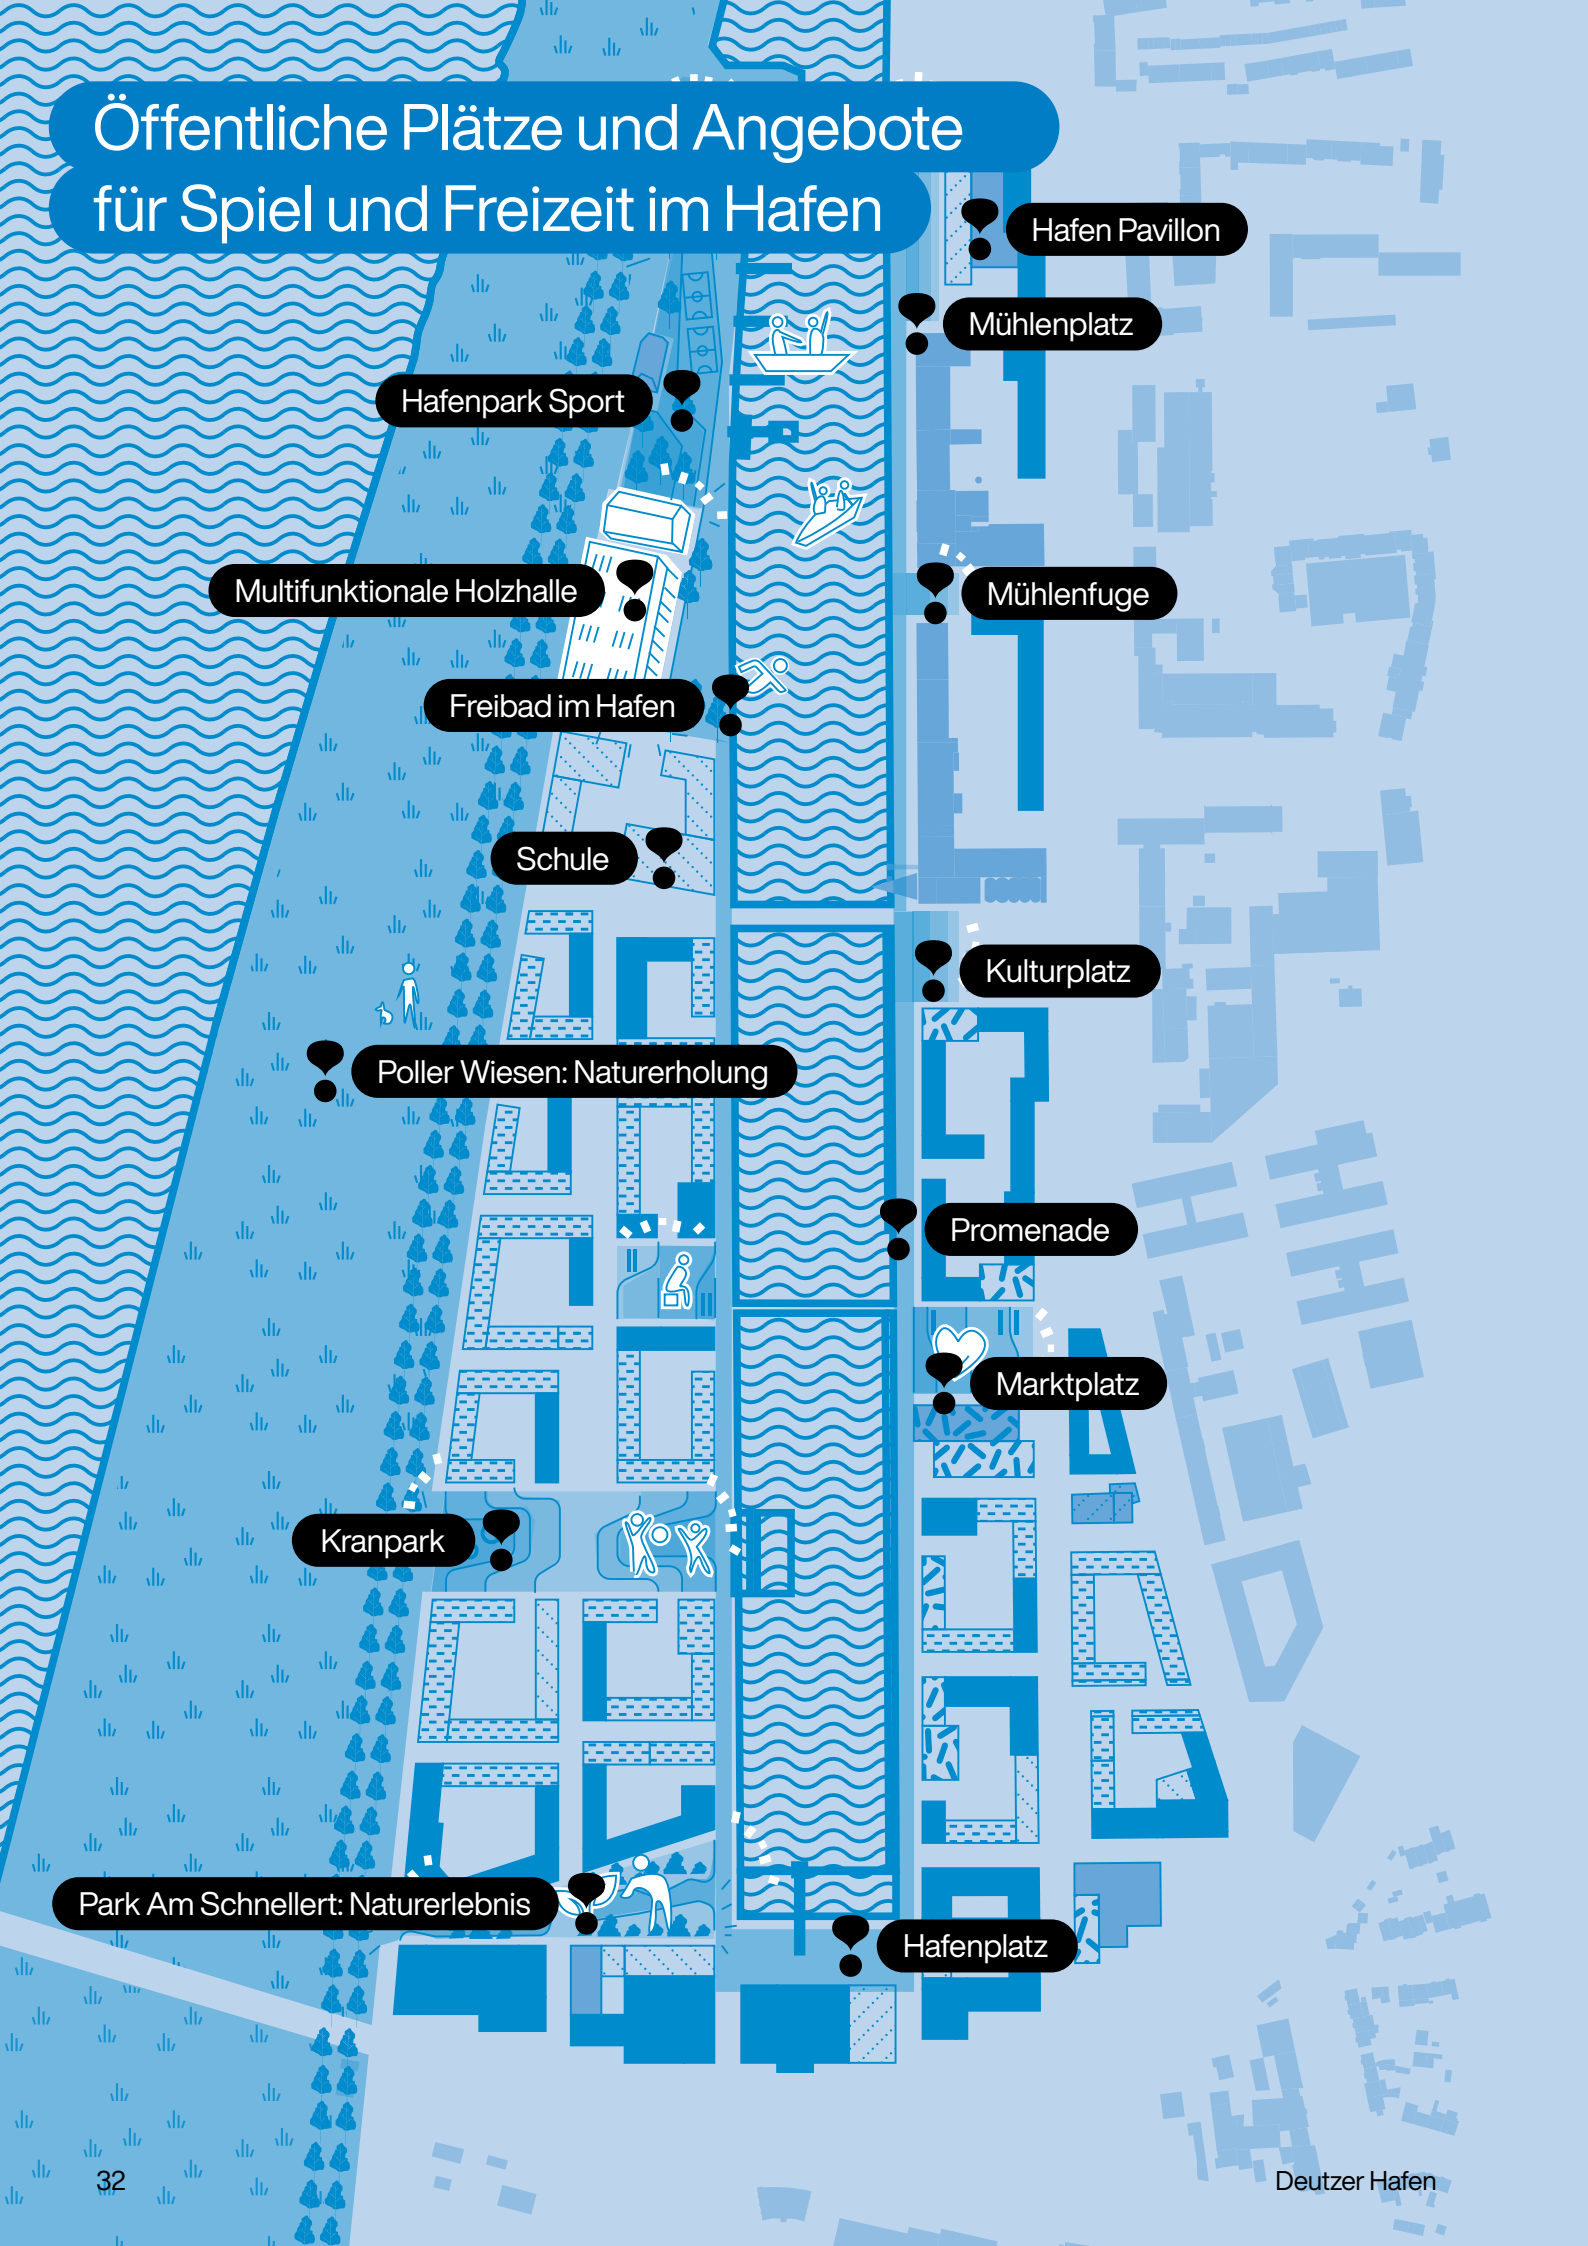 Öffentliche Plätze und Angebote
für Spiel und Freizeit im Hafen
Hafen Pavillon
Mühlenplatz
Hafenpark Sport
Multifunktionale Holzhalle
Mühlenfuge
Freibad im Hafen
Schule
Kulturplatz
Poller Wiesen: Naturerholung
Promenade
Marktplatz
Kranpark
Park Am Schnellert: Naturerlebnis
Hafenplatz
32
Deutzer Hafen